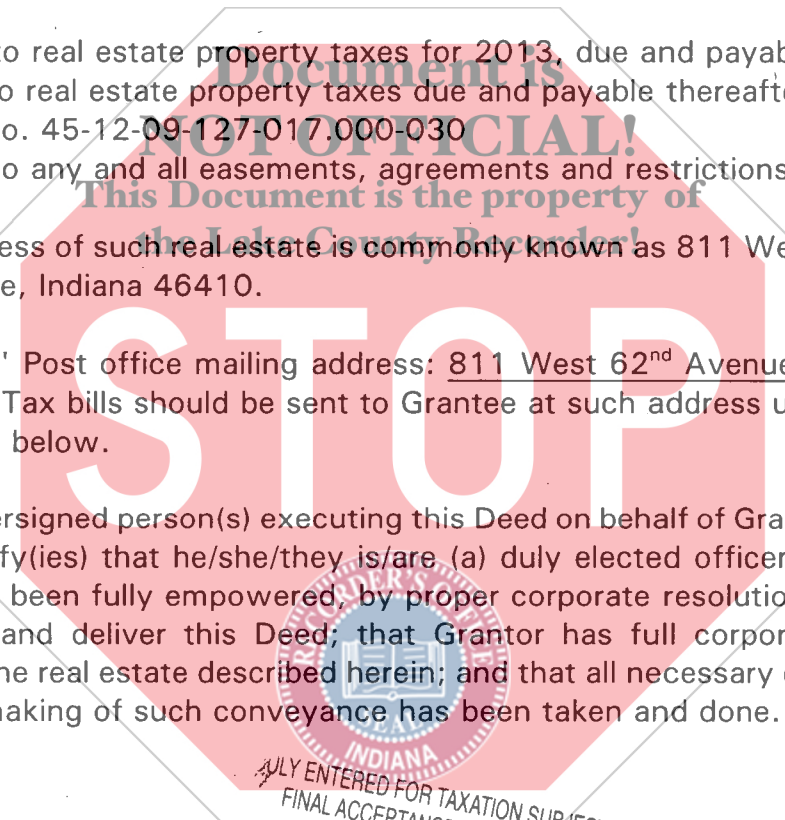 to real estate property taxes for 2013, due and payab
Document is
o real estate property taxes due and payable thereafte
o. 45-12-09-127-017.000-030
NOT OFFICIAL!
o any and all easements, agreements and restrictions
This Document is the property of
the Lake County Recorder!
ess of such real estate is commonly known as 811 We
e, Indiana 46410.
' Post office mailing address: 811 West 62nd Avenue
Tax bills should be sent to Grantee at such address u
below.
STOP
ersigned person(s) executing this Deed on behalf of Gra
fy(ies) that he/she/they is/are (a) duly elected officer
been fully empowered, by proper corporate resolutio
and deliver this Deed; that Grantor has full corpor
he real estate described herein; and that all necessary
naking of such conveyance has been taken and done.
RECORDER'S OFFICE
SEAL
INDIANA
ULY ENTERED FOR TAXATION SUBJEC
FINAL ACCEPTANC